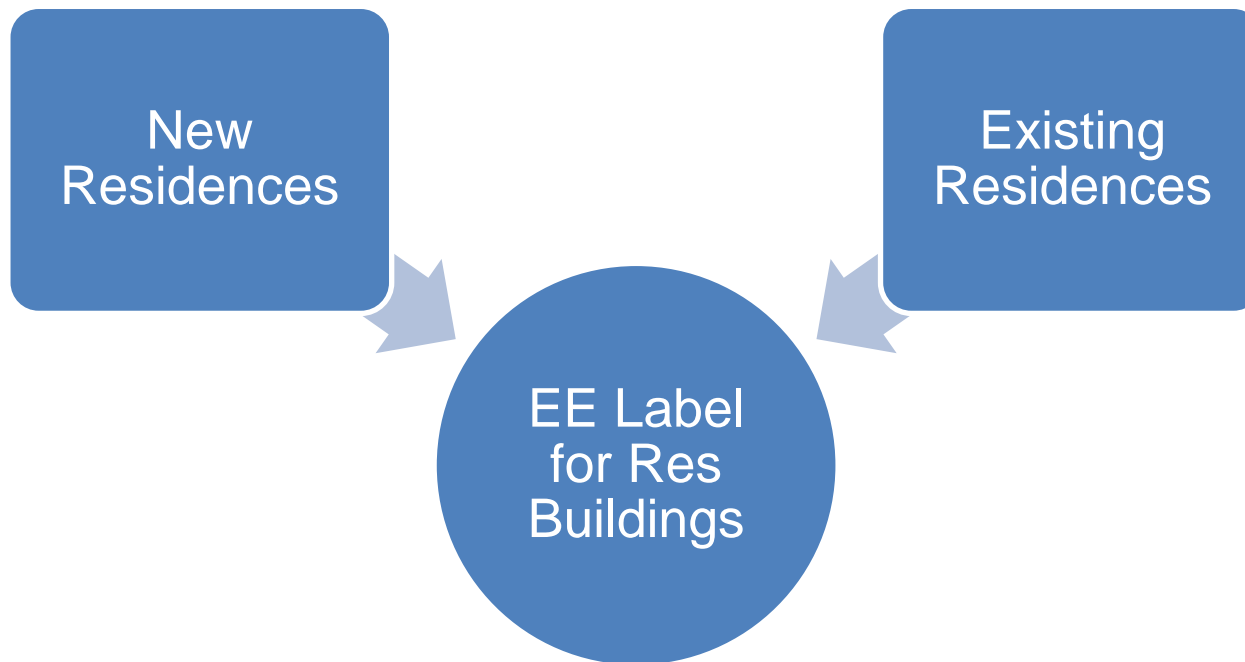 New
Residences
Existing
Residences
EE Label
for Res
Buildings